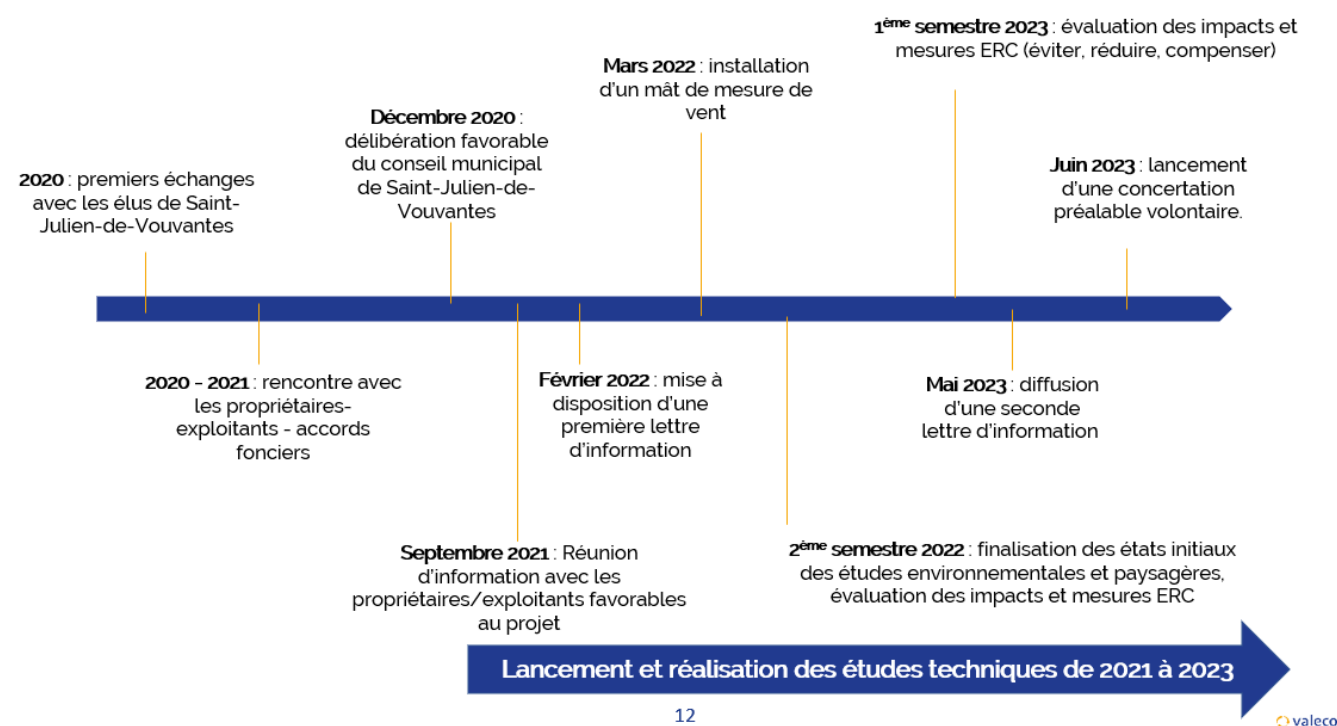 2020 : premiers échanges
avec les élus de Saint-
Julien-de-Vouvantes
2020 – 2021 : rencontre avec
les propriétaires-
exploitants - accords
fonciers
Décembre 2020 :
délibération favorable
du conseil municipal
de Saint-Julien-de-
Vouvantes
Septembre 2021 : Réunion
d’information avec les
propriétaires/exploitants favorables
au projet
Février 2022 : mise à
disposition d’une
première lettre
d’information
Mars 2022 : installation
d’un mât de mesure de
vent
2ème semestre 2022 : finalisation des états initiaux
des études environnementales et paysagères,
évaluation des impacts et mesures ERC
1ème semestre 2023 : évaluation des impacts et
mesures ERC (éviter, réduire, compenser)
Mai 2023 : diffusion
d’une seconde
lettre d’information
Juin 2023 : lancement
d’une concertation
préalable volontaire.
Lancement et réalisation des études techniques de 2021 à 2023
12
valeco